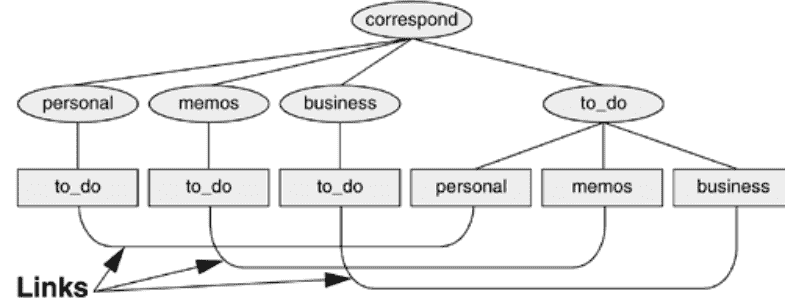 correspond
personal memos business to_do
to_do to_do to_do personal memos business
Links